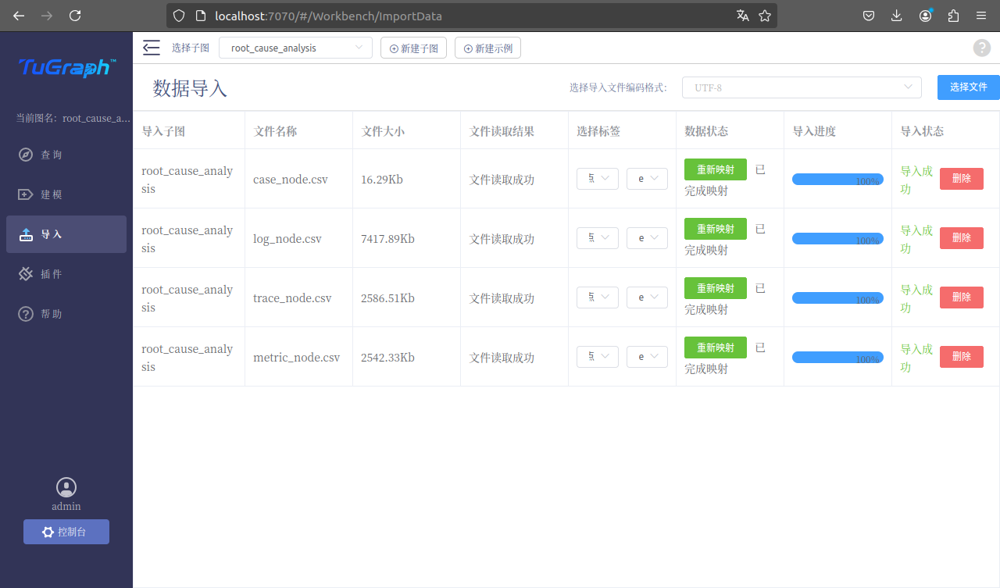 localhost:7070/#/Workbench/ImportData
TuGraph™
选择子图 root_cause_analysis 新建子图 新建示例 ?
数据导入 选择导入文件编码格式： UTF-8 选择文件
当前图名：root_cause_a...
查询
建模
导入
插件
帮助
导入子图 文件名称 文件大小 文件读取结果 选择标签 数据状态 导入进度 导入状态
root_cause_analysis case_node.csv 16.29Kb 文件读取成功 点 e 重新映射 已完成映射 100% 导入成功 删除
root_cause_analysis log_node.csv 7417.89Kb 文件读取成功 点 e 重新映射 已完成映射 100% 导入成功 删除
root_cause_analysis trace_node.csv 2586.51Kb 文件读取成功 点 e 重新映射 已完成映射 100% 导入成功 删除
root_cause_analysis metric_node.csv 2542.33Kb 文件读取成功 点 e 重新映射 已完成映射 100% 导入成功 删除
admin
控制台